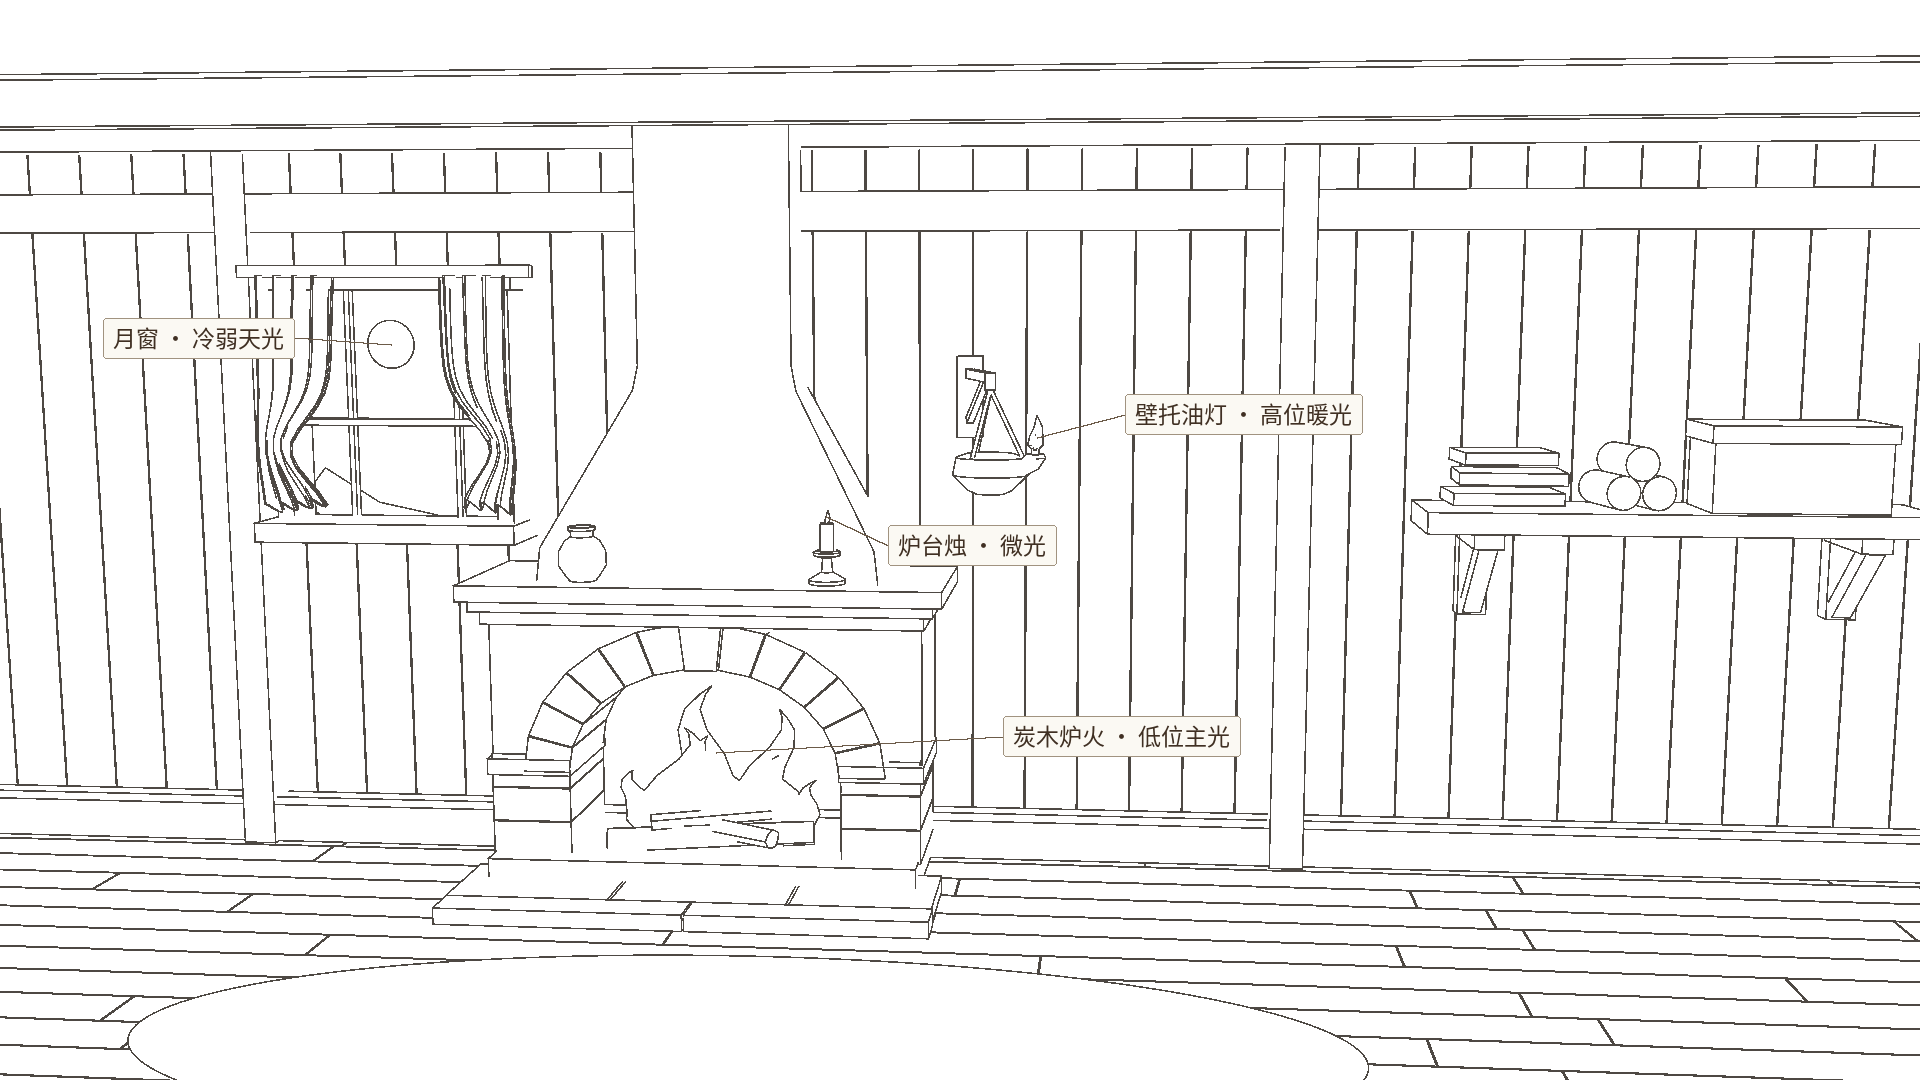 月窗 · 冷弱天光
壁托油灯 · 高位暖光
炉台烛 · 微光
炭木炉火 · 低位主光